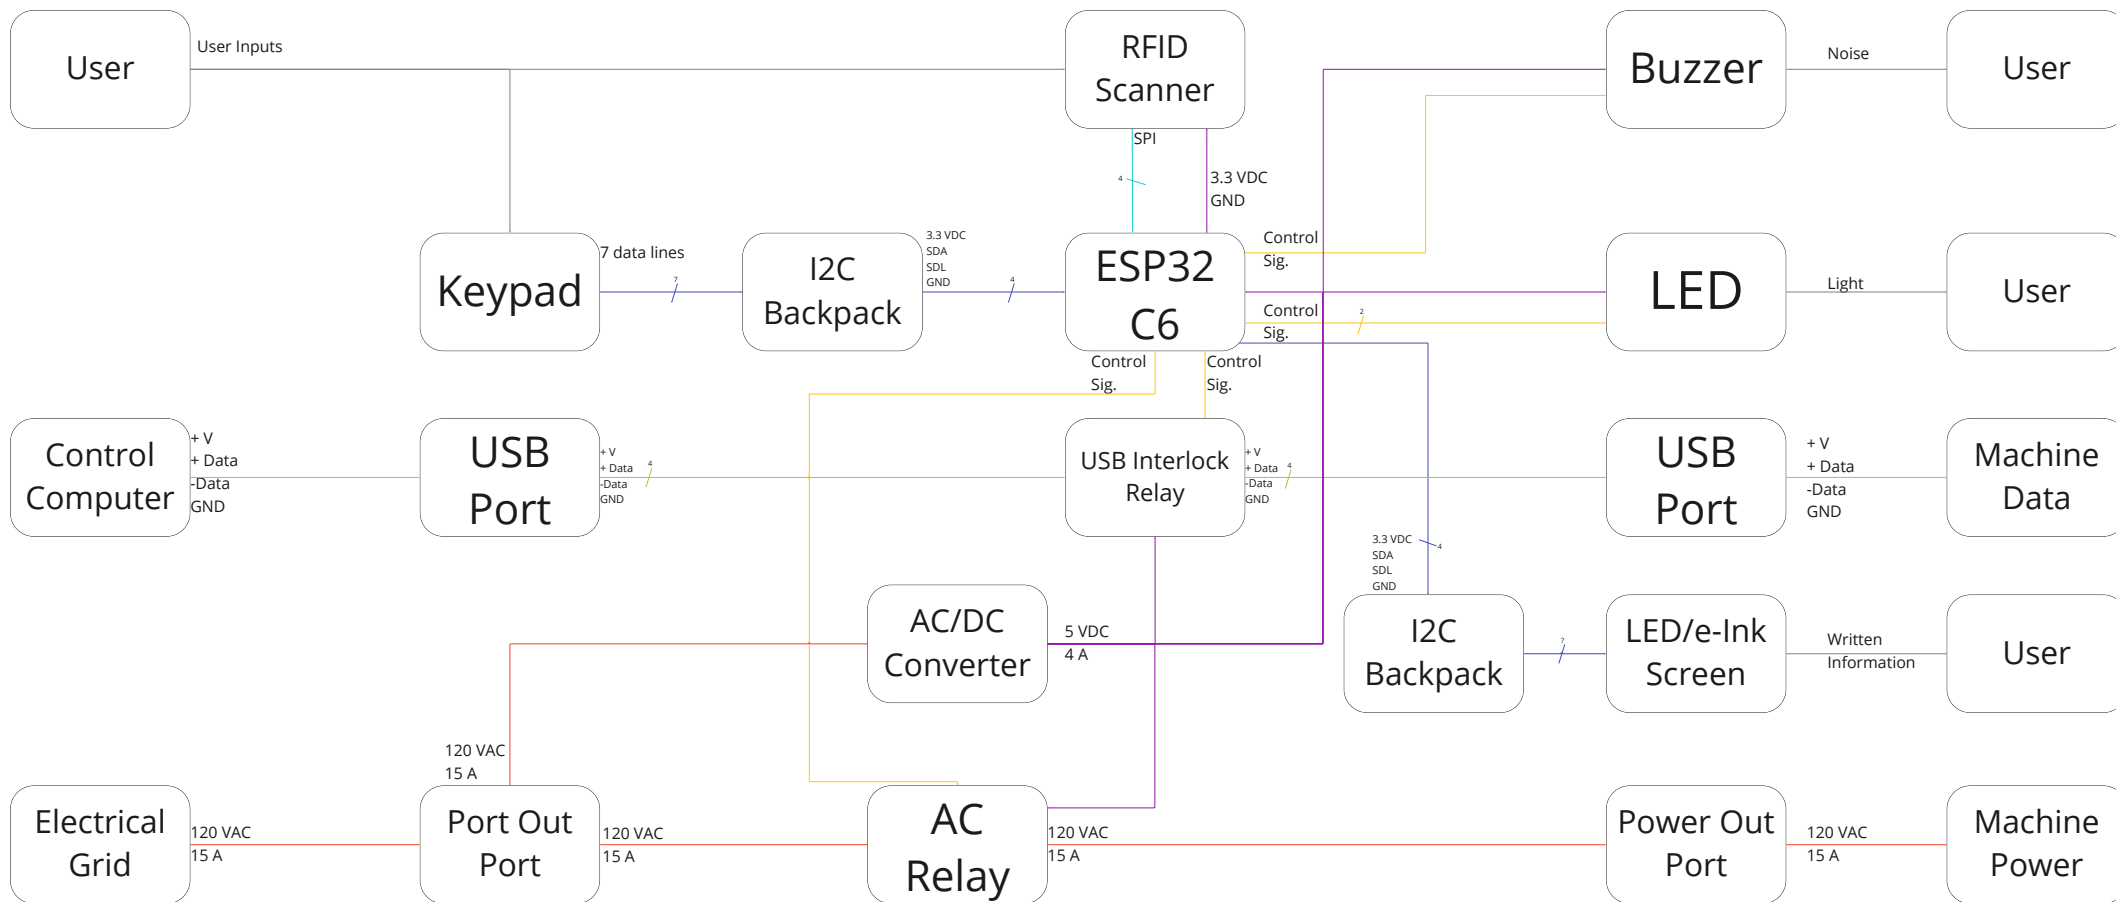 User
User Inputs
RFID
Scanner
Buzzer
Noise
User
SPI
4
3.3 VDC
GND
Keypad
7 data lines
7
I2C
Backpack
3.3 VDC
SDA
SDL
GND
4
ESP32
C6
Control
Sig.
Control
Sig.
2
LED
Light
User
Control
Sig.
Control
Sig.
Control
Computer
+ V
+ Data
-Data
GND
USB
Port
+ V
+ Data
-Data
GND
4
USB Interlock
Relay
+ V
+ Data
-Data
GND
4
USB
Port
+ V
+ Data
-Data
GND
Machine
Data
3.3 VDC
SDA
SDL
GND
4
AC/DC
Converter
5 VDC
4 A
I2C
Backpack
?
LED/e-Ink
Screen
Written
Information
User
120 VAC
15 A
Electrical
Grid
120 VAC
15 A
Port Out
Port
120 VAC
15 A
AC
Relay
120 VAC
15 A
Power Out
Port
120 VAC
15 A
Machine
Power